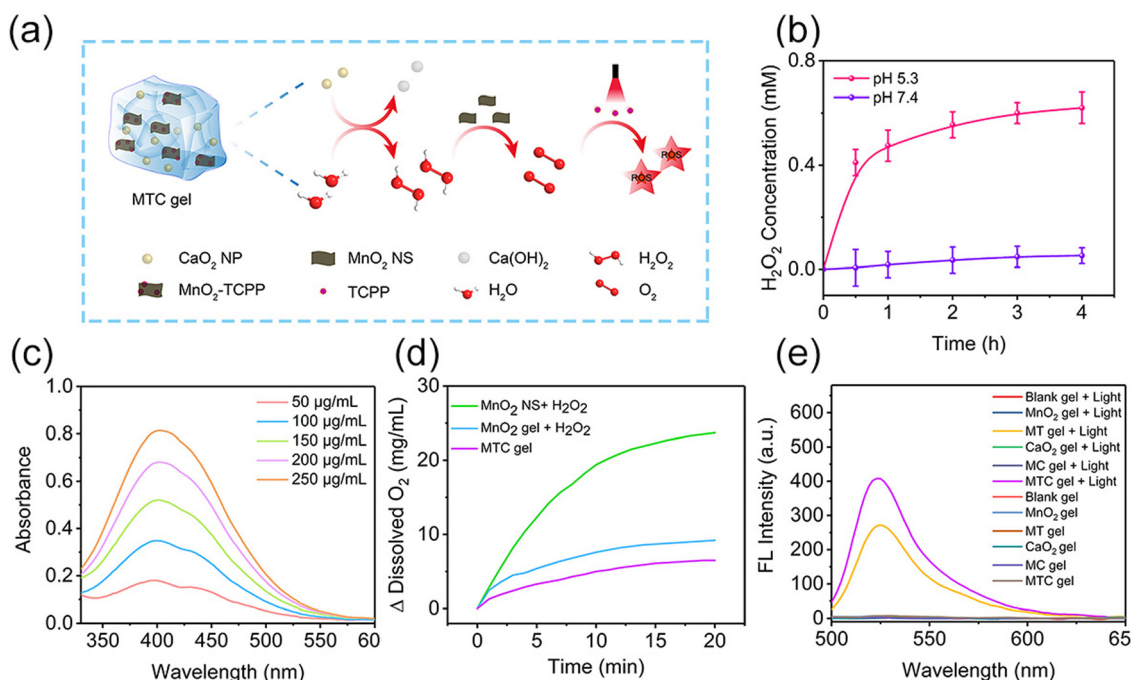 (a)
MTC gel
ROS
ROS
CaO₂ NP
MnO₂ NS
Ca(OH)₂
H₂O₂
MnO₂-TCPP
TCPP
H₂O
O₂
(b)
H₂O₂ Concentration (mM)
0.8
0.4
0.0
pH 5.3
pH 7.4
0 1 2 3 4
Time (h)
(c)
Absorbance
1.0
0.8
0.6
0.4
0.2
0.0
50 µg/mL
100 µg/mL
150 µg/mL
200 µg/mL
250 µg/mL
350 400 450 500 550 60
Wavelength (nm)
(d)
Δ Dissolved O₂ (mg/mL)
30
20
10
0
MnO₂ NS+ H₂O₂
MnO₂ gel + H₂O₂
MTC gel
0 5 10 15 20
Time (min)
(e)
FL Intensity (a.u.)
600
500
400
300
200
100
0
Blank gel + Light
MnO₂ gel + Light
MT gel + Light
CaO₂ gel + Light
MC gel + Light
MTC gel + Light
Blank gel
MnO₂ gel
MT gel
CaO₂ gel
MC gel
MTC gel
500 550 600 65
Wavelength (nm)